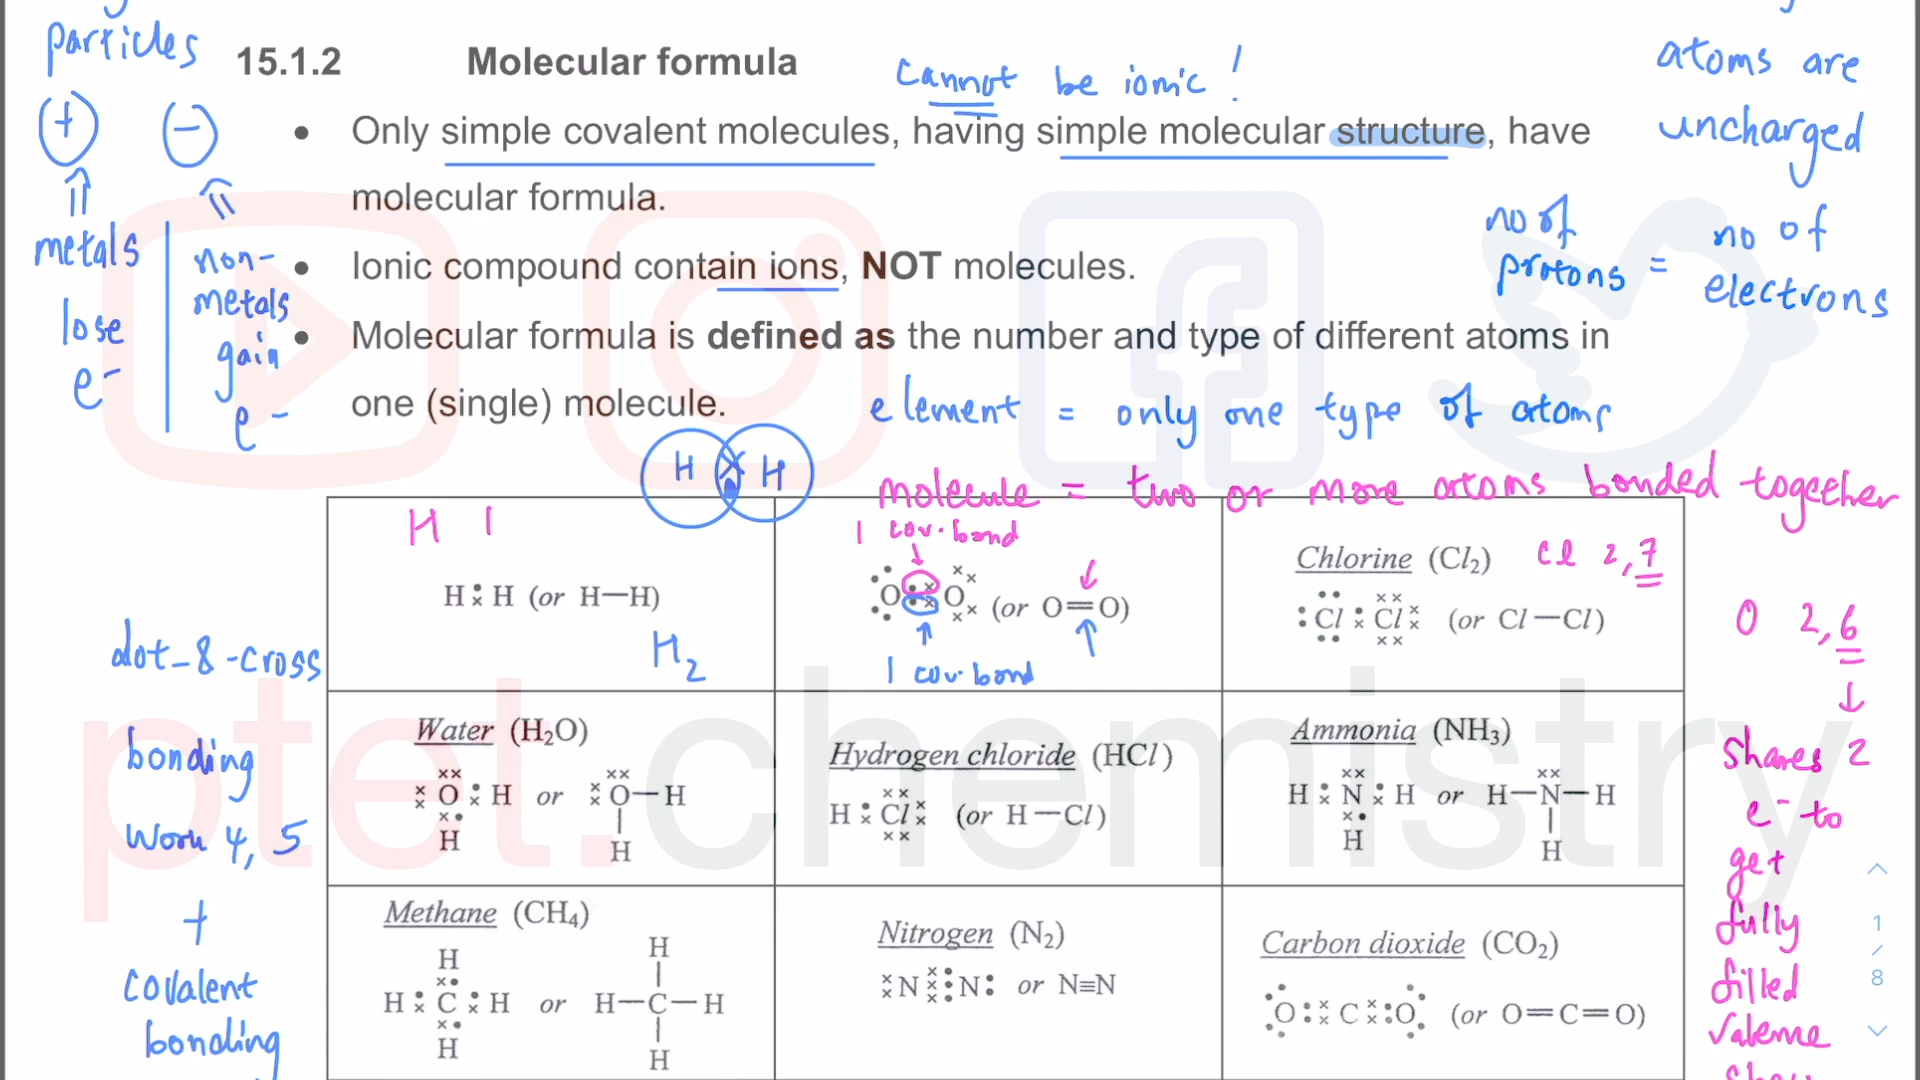 particles
+ -
metals
lose
e-
non-
metals
gain
e-
15.1.2 Molecular formula
cannot be ionic!
• Only simple covalent molecules, having simple molecular structure, have
molecular formula.
• Ionic compound contain ions, NOT molecules.
• Molecular formula is defined as the number and type of different atoms in
one (single) molecule.
atoms are
uncharged
no of
protons = no of
electrons
element = only one type of atoms
H H
molecule = two or more atoms bonded together
H 1
H H (or H—H)
H₂
1 cov. bond
O O (or O=O)
1 cov. bond
Chlorine (Cl₂) Cl 2,7
Cl Cl (or Cl—Cl)
Water (H₂O)
O H or O—H
H H
Hydrogen chloride (HCl)
H Cl (or H—Cl)
Ammonia (NH₃)
H N H or H—N—H
H H
Methane (CH₄)
H H
H C H or H—C—H
H H
Nitrogen (N₂)
N N or N≡N
Carbon dioxide (CO₂)
O C O (or O=C=O)
dot-8-cross
bonding
Work 4, 5
+
covalent
bonding
O 2,6
shares 2
e- to
get
fully
filled
valence
1
/
8
ptet.chemistry